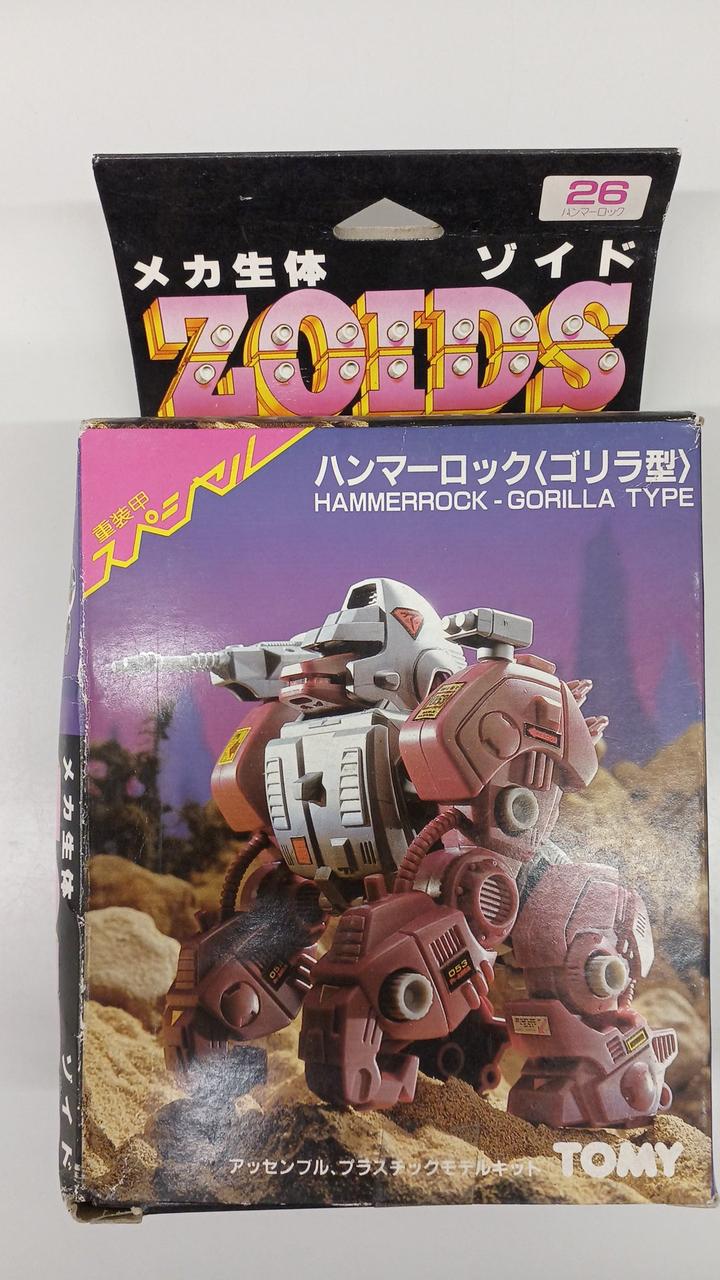 26
ハンマーロック
メカ生体 ゾイド
ZOIDS
重装甲
スペシャル
ハンマーロック〈ゴリラ型〉
HAMMERROCK - GORILLA TYPE
053
アッセンブル、プラスチックモデルキット
TOMY
メカ生体 ゾイド